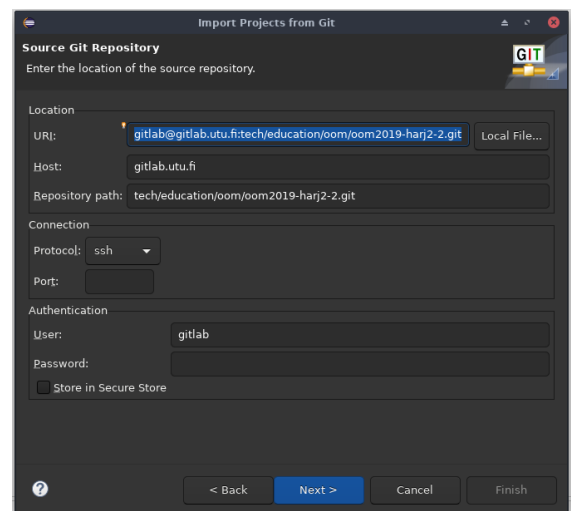 Import Projects from Git
Source Git Repository
Enter the location of the source repository.
GIT
Location
URI: gitlab@gitlab.utu.fi:tech/education/oom/oom2019-harj2-2.git Local File...
Host: gitlab.utu.fi
Repository path: tech/education/oom/oom2019-harj2-2.git
Connection
Protocol: ssh
Port:
Authentication
User: gitlab
Password:
Store in Secure Store
? < Back Next > Cancel Finish